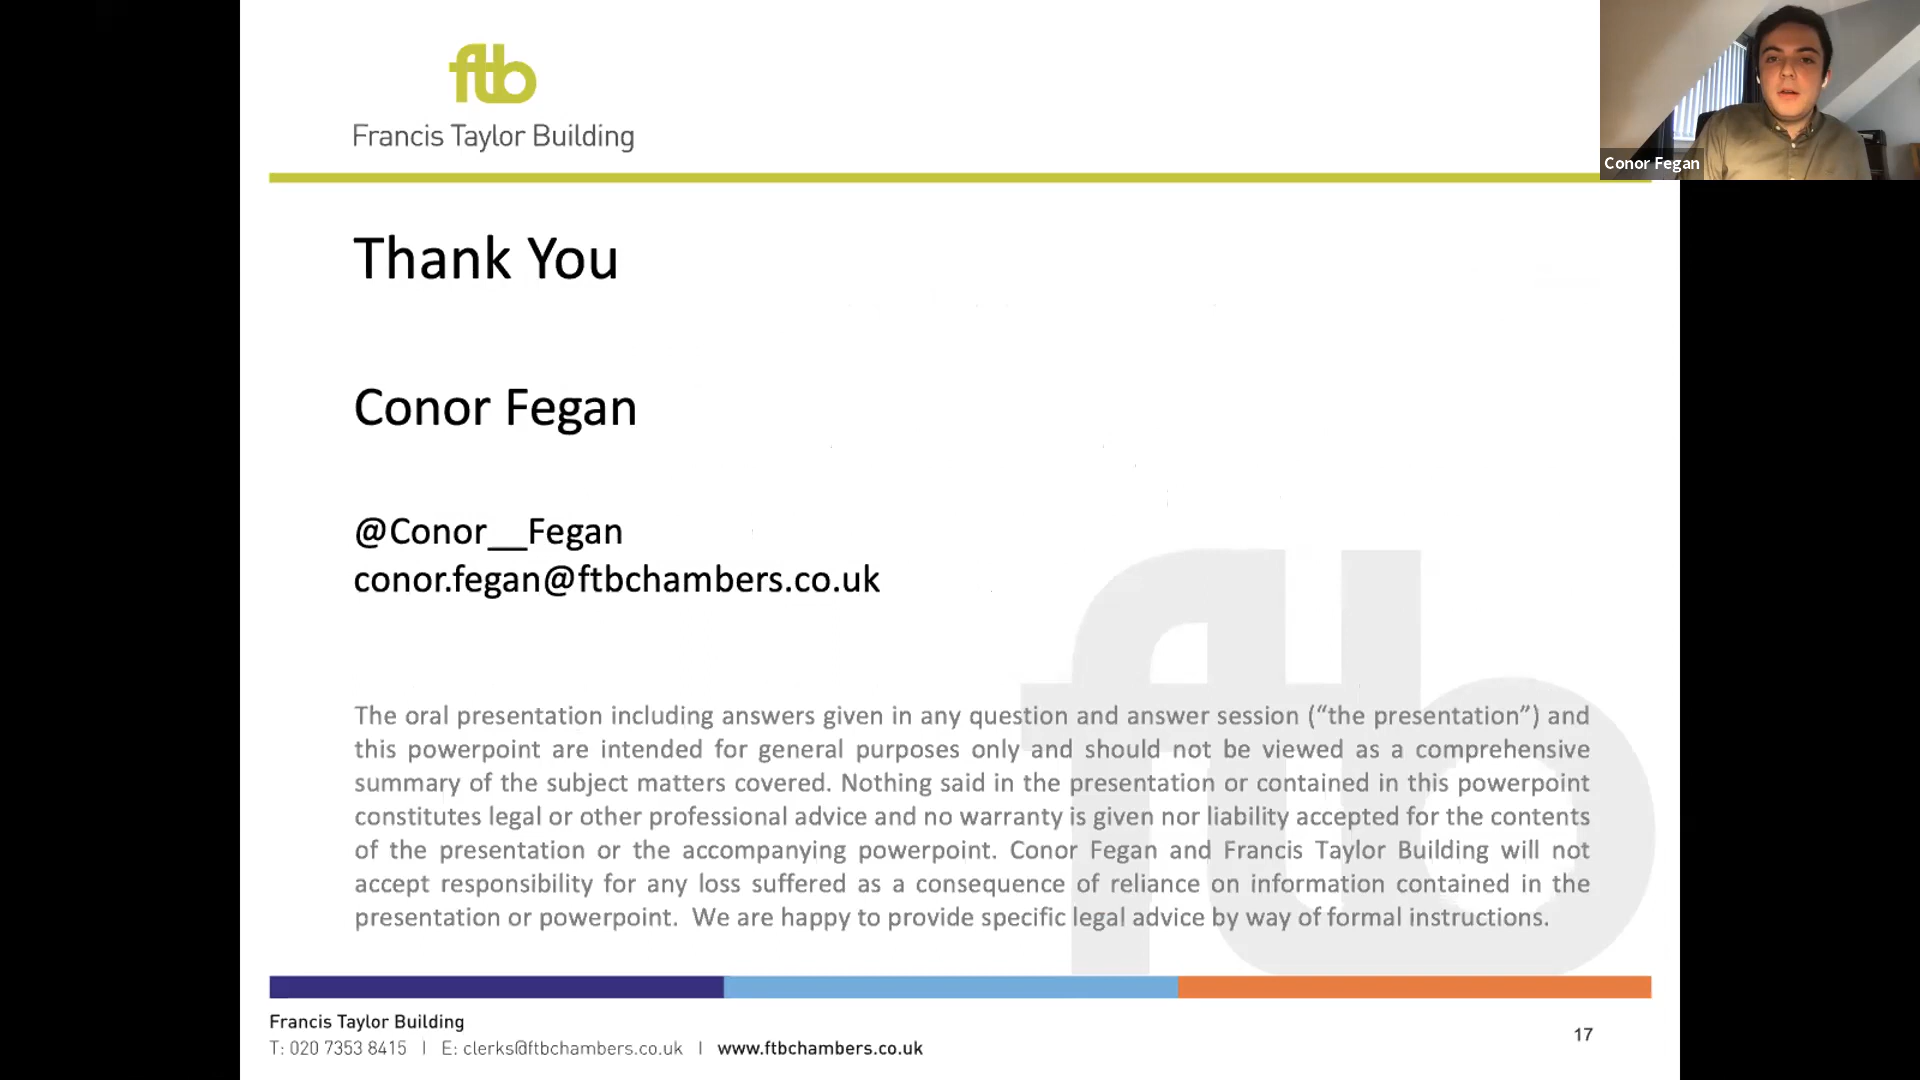 ftb
Francis Taylor Building
Conor Fegan
Thank You
Conor Fegan
@Conor__Fegan
conor.fegan@ftbchambers.co.uk
ftb
The oral presentation including answers given in any question and answer session (“the presentation”) and
this powerpoint are intended for general purposes only and should not be viewed as a comprehensive
summary of the subject matters covered. Nothing said in the presentation or contained in this powerpoint
constitutes legal or other professional advice and no warranty is given nor liability accepted for the contents
of the presentation or the accompanying powerpoint. Conor Fegan and Francis Taylor Building will not
accept responsibility for any loss suffered as a consequence of reliance on information contained in the
presentation or powerpoint.  We are happy to provide specific legal advice by way of formal instructions.
Francis Taylor Building
T: 020 7353 8415 | E: clerks@ftbchambers.co.uk | www.ftbchambers.co.uk
17